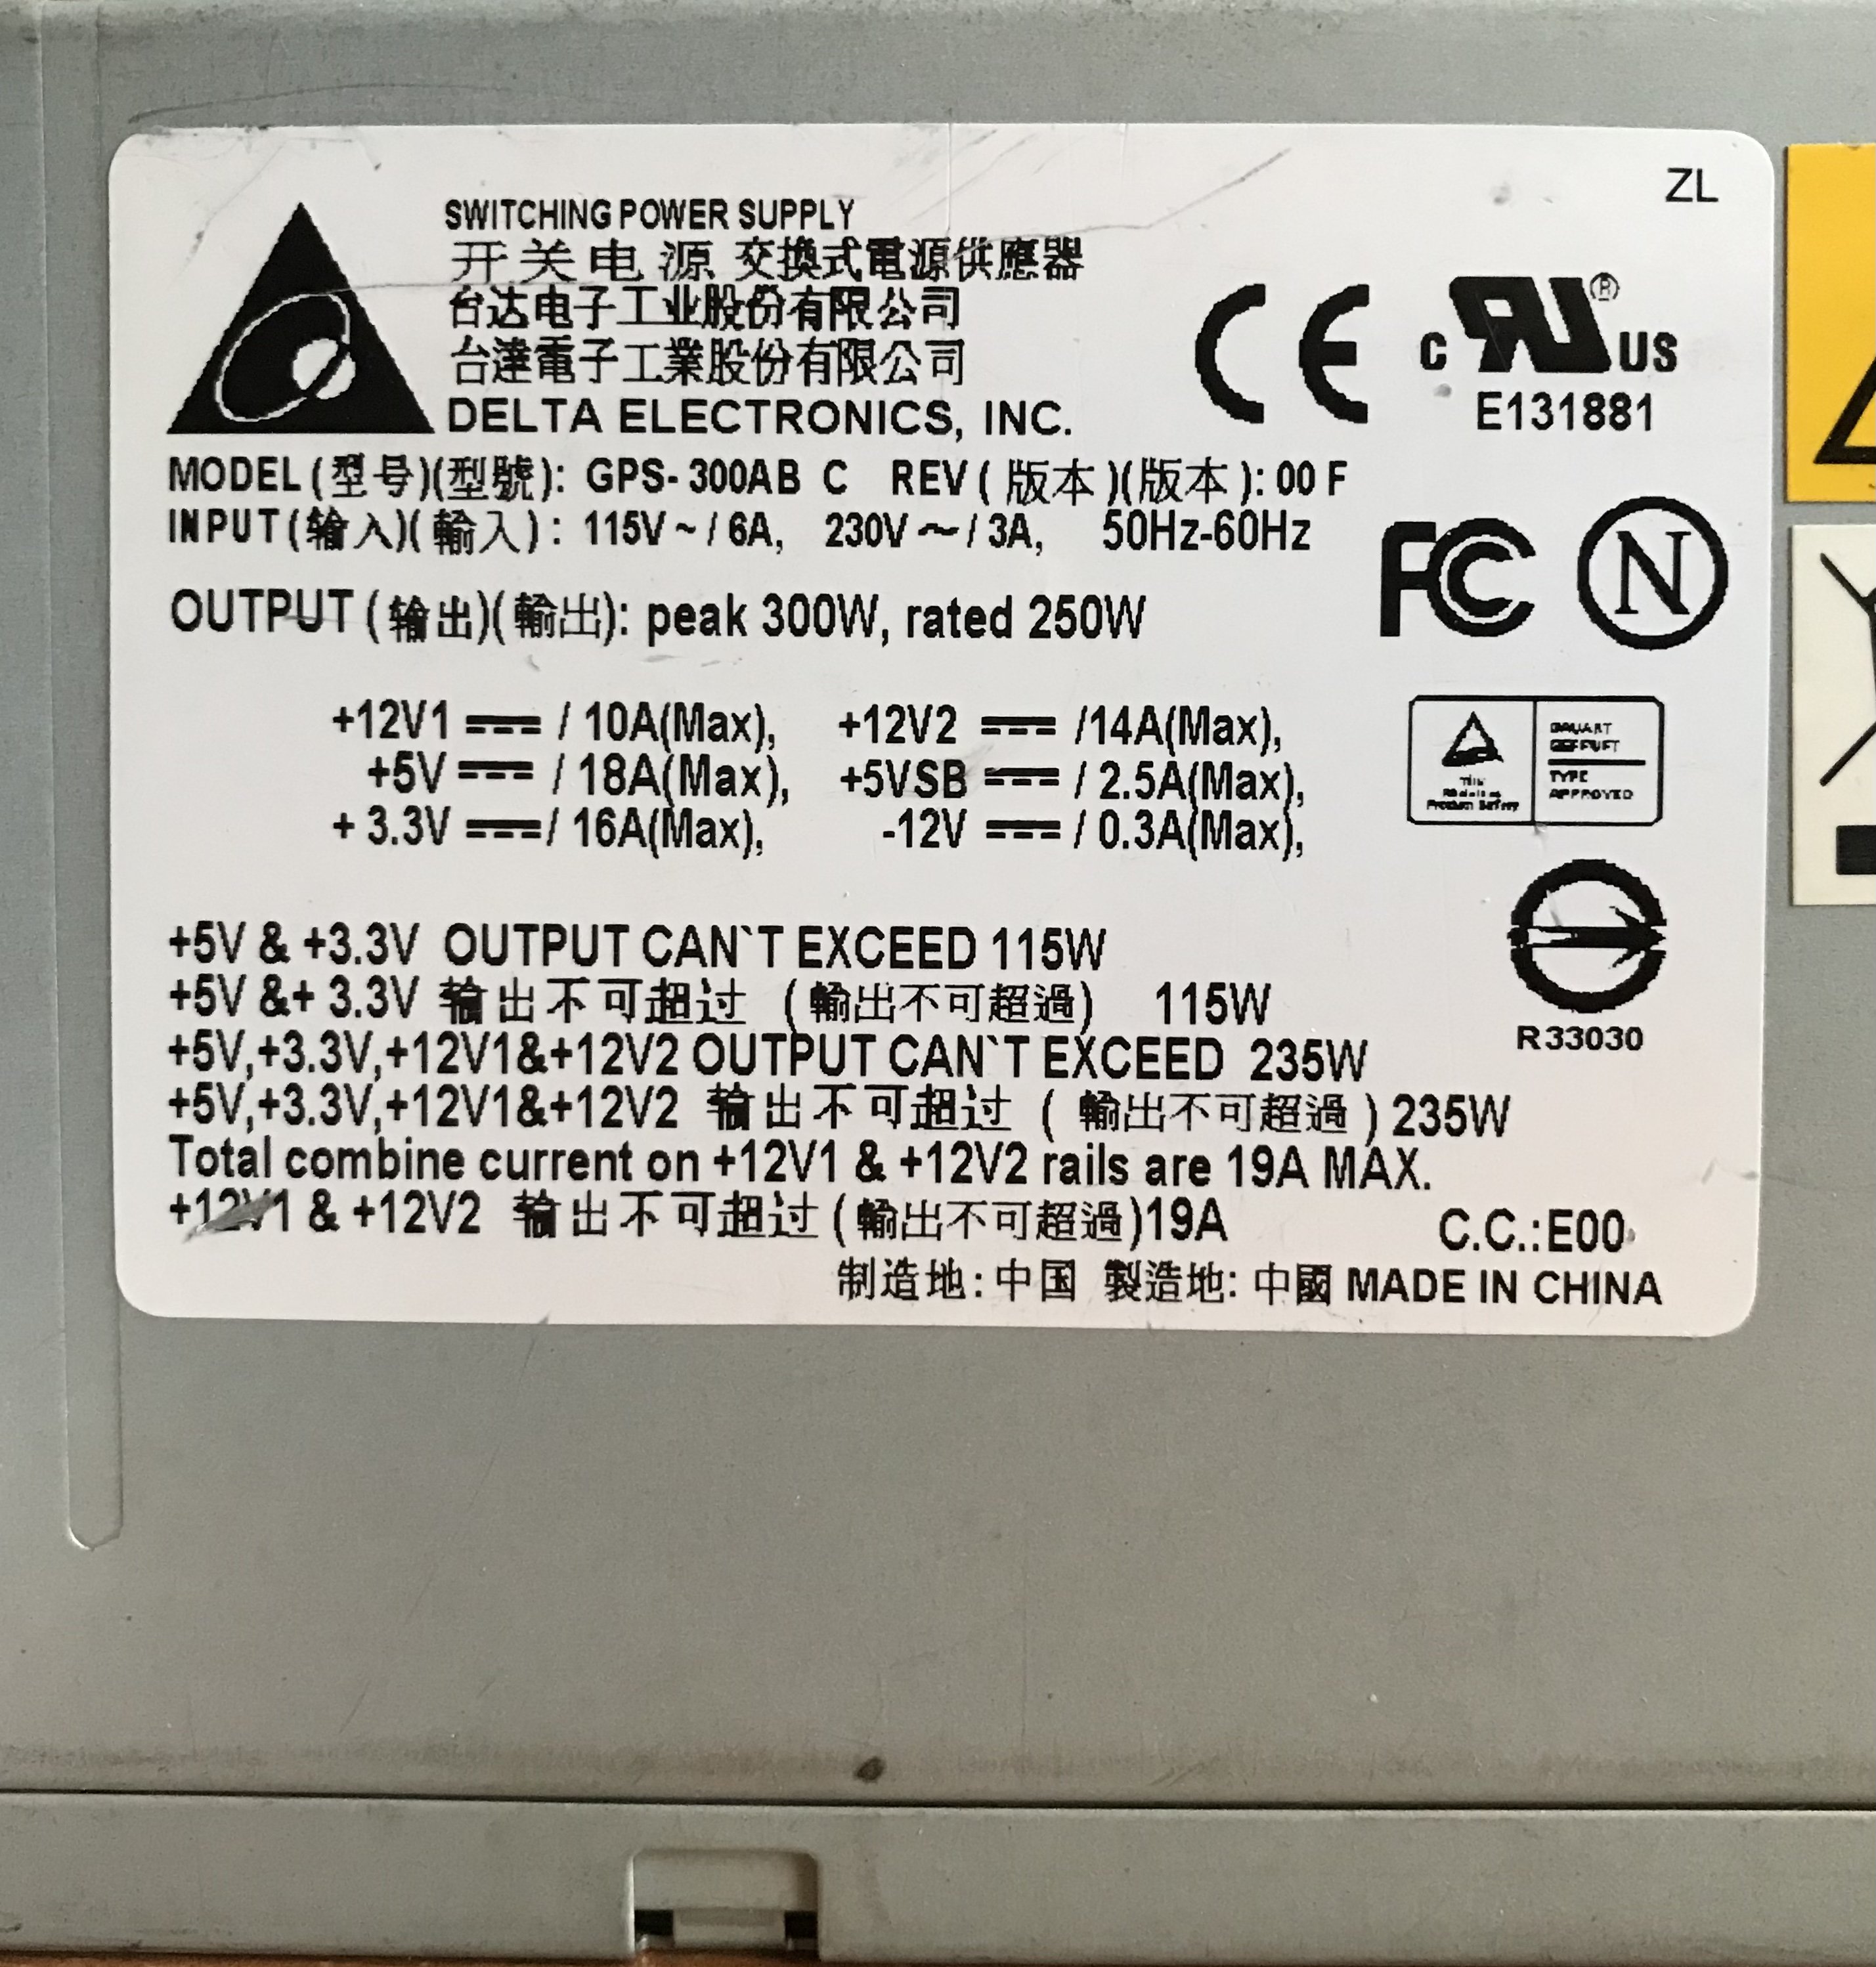 ZL
SWITCHING POWER SUPPLY
开关电源 交換式電源供應器
台达电子工业股份有限公司
台達電子工業股份有限公司
DELTA ELECTRONICS, INC.
CE
c RU ® US
E131881
MODEL (型号)(型號): GPS-300AB C REV (版本)(版本): 00 F
INPUT (输入)(輸入): 115V ~ / 6A, 230V ~ / 3A, 50Hz-60Hz
FC N
OUTPUT (输出)(輸出): peak 300W, rated 250W
+12V1 ⎓ / 10A(Max), +12V2 ⎓ /14A(Max),
+5V ⎓ / 18A(Max), +5VSB ⎓ / 2.5A(Max),
+ 3.3V ⎓ / 16A(Max), -12V ⎓ / 0.3A(Max),
TYPE
APPROVED
Product Safety
+5V & +3.3V OUTPUT CAN`T EXCEED 115W
+5V &+ 3.3V 输出不可超过 (輸出不可超過) 115W
R33030
+5V,+3.3V,+12V1&+12V2 OUTPUT CAN`T EXCEED 235W
+5V,+3.3V,+12V1&+12V2 输出不可超过 (輸出不可超過) 235W
Total combine current on +12V1 & +12V2 rails are 19A MAX.
+12V1 & +12V2 输出不可超过 (輸出不可超過)19A
C.C.:E00
制造地: 中国 製造地: 中國 MADE IN CHINA